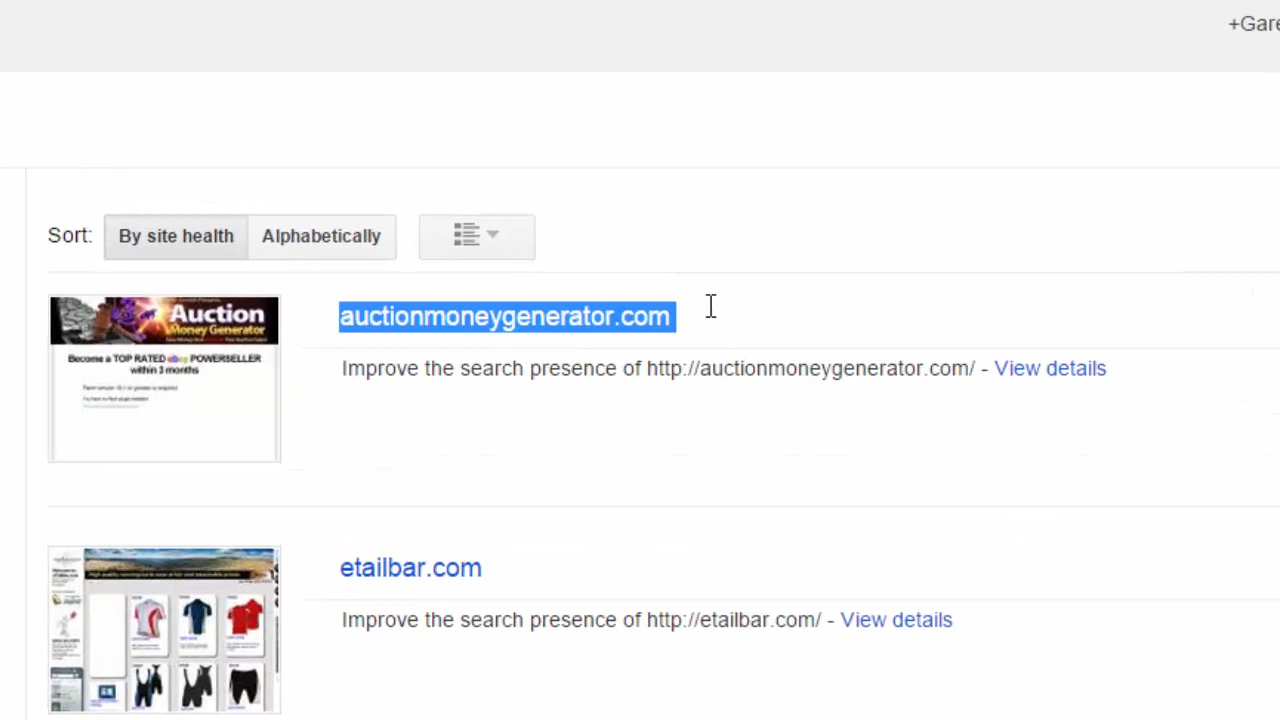 +Gare
Sort: By site health Alphabetically
Auction
Money Generator
Become a TOP RATED ebay POWERSELLER
within 3 months
auctionmoneygenerator.com
Improve the search presence of http://auctionmoneygenerator.com/ - View details
etailbar.com
Improve the search presence of http://etailbar.com/ - View details